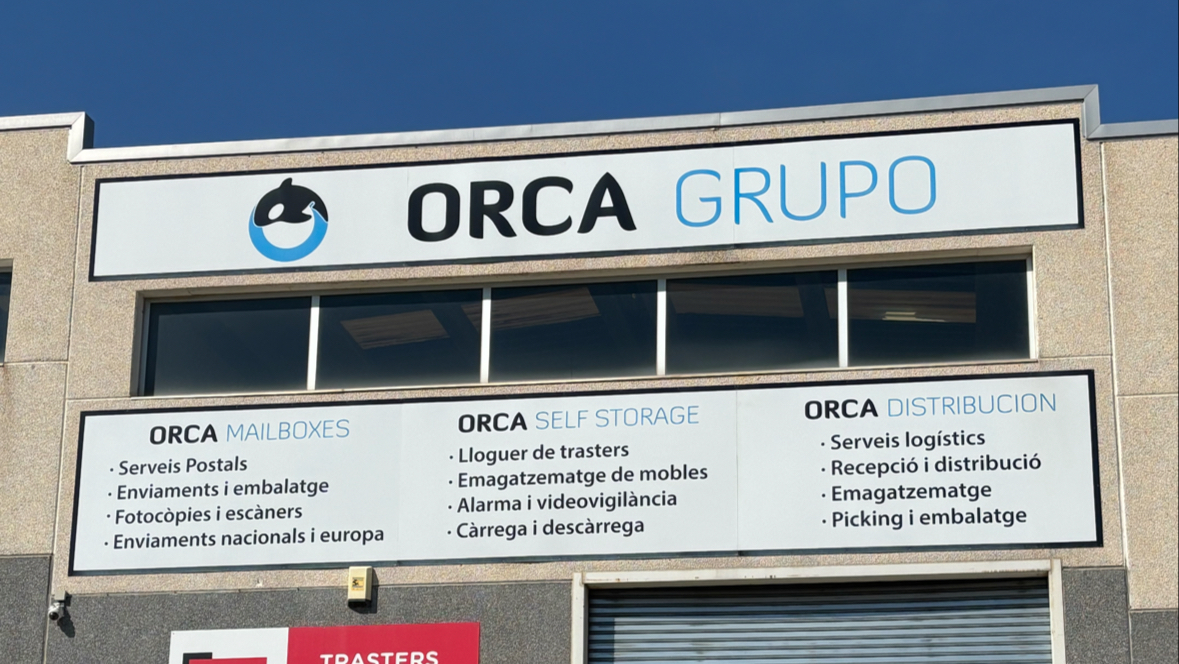 ORCA GRUPO
ORCA MAILBOXES
· Serveis Postals
· Enviaments i embalatge
· Fotocòpies i escàners
· Enviaments nacionals i europa
ORCA SELF STORAGE
· Lloguer de trasters
· Emagatzematge de mobles
· Alarma i videovigilància
· Càrrega i descàrrega
ORCA DISTRIBUCION
· Serveis logístics
· Recepció i distribució
· Emagatzematge
· Picking i embalatge
TRASTERS